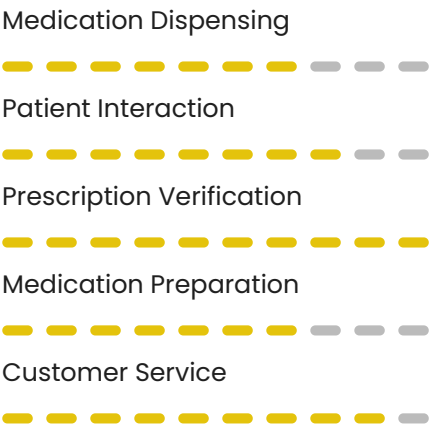 Medication Dispensing
Patient Interaction
Prescription Verification
Medication Preparation
Customer Service